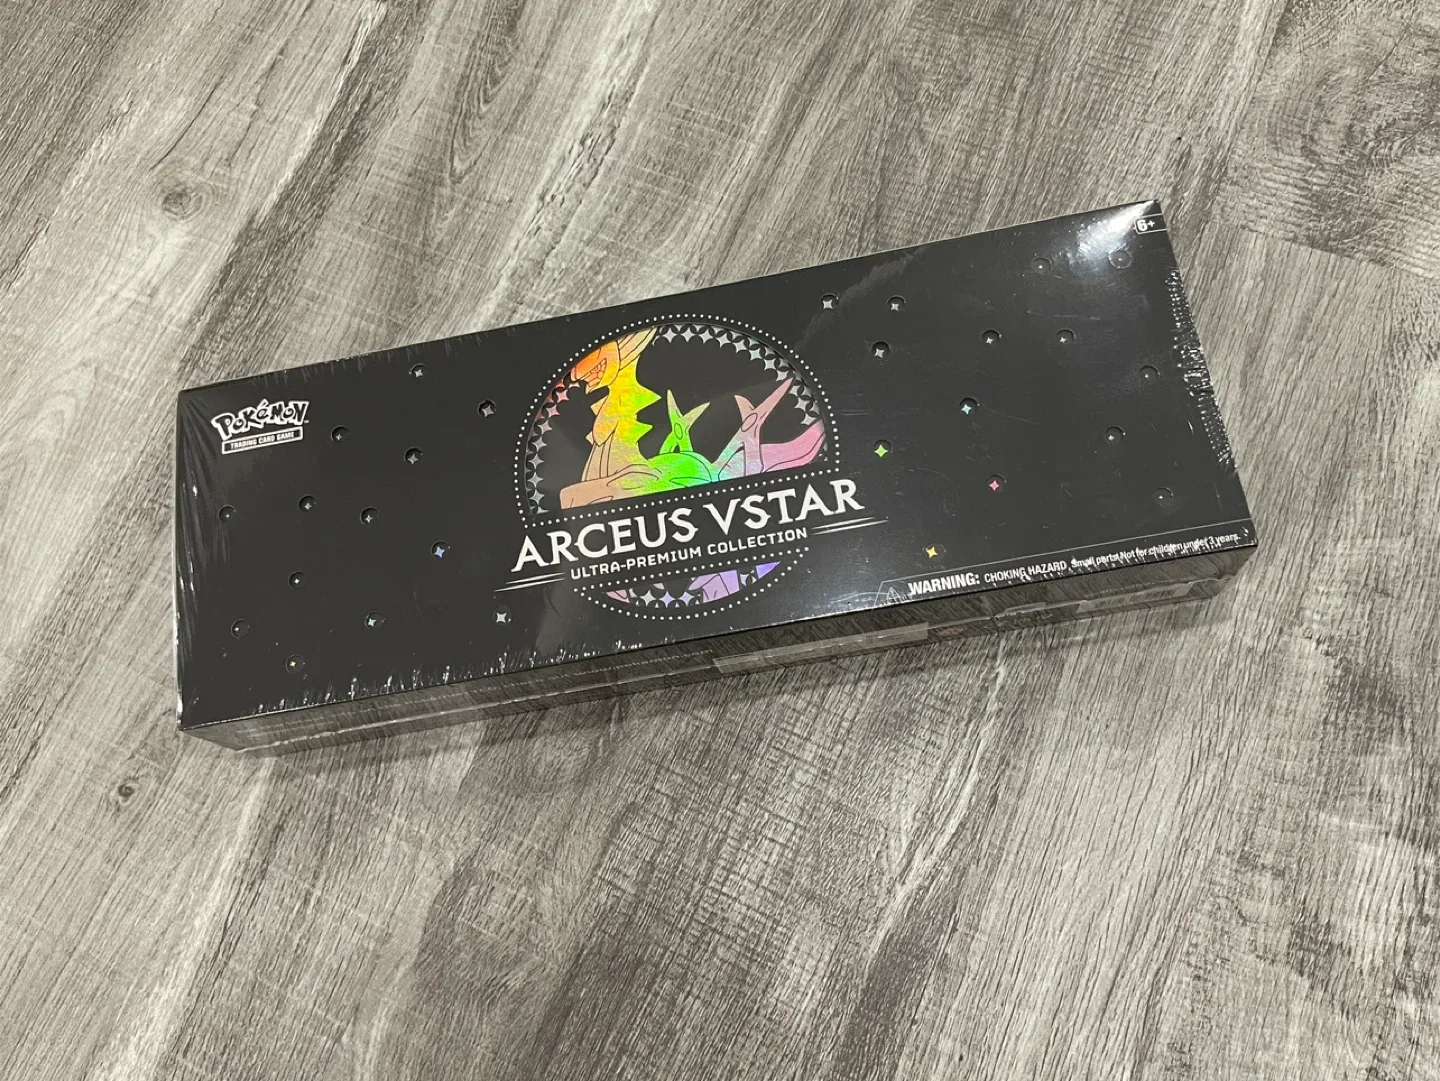 6+
POKéMON™
TRADING CARD GAME
ARCEUS VSTAR
ULTRA-PREMIUM COLLECTION
WARNING: CHOKING HAZARD. Small parts. Not for children under 3 years.